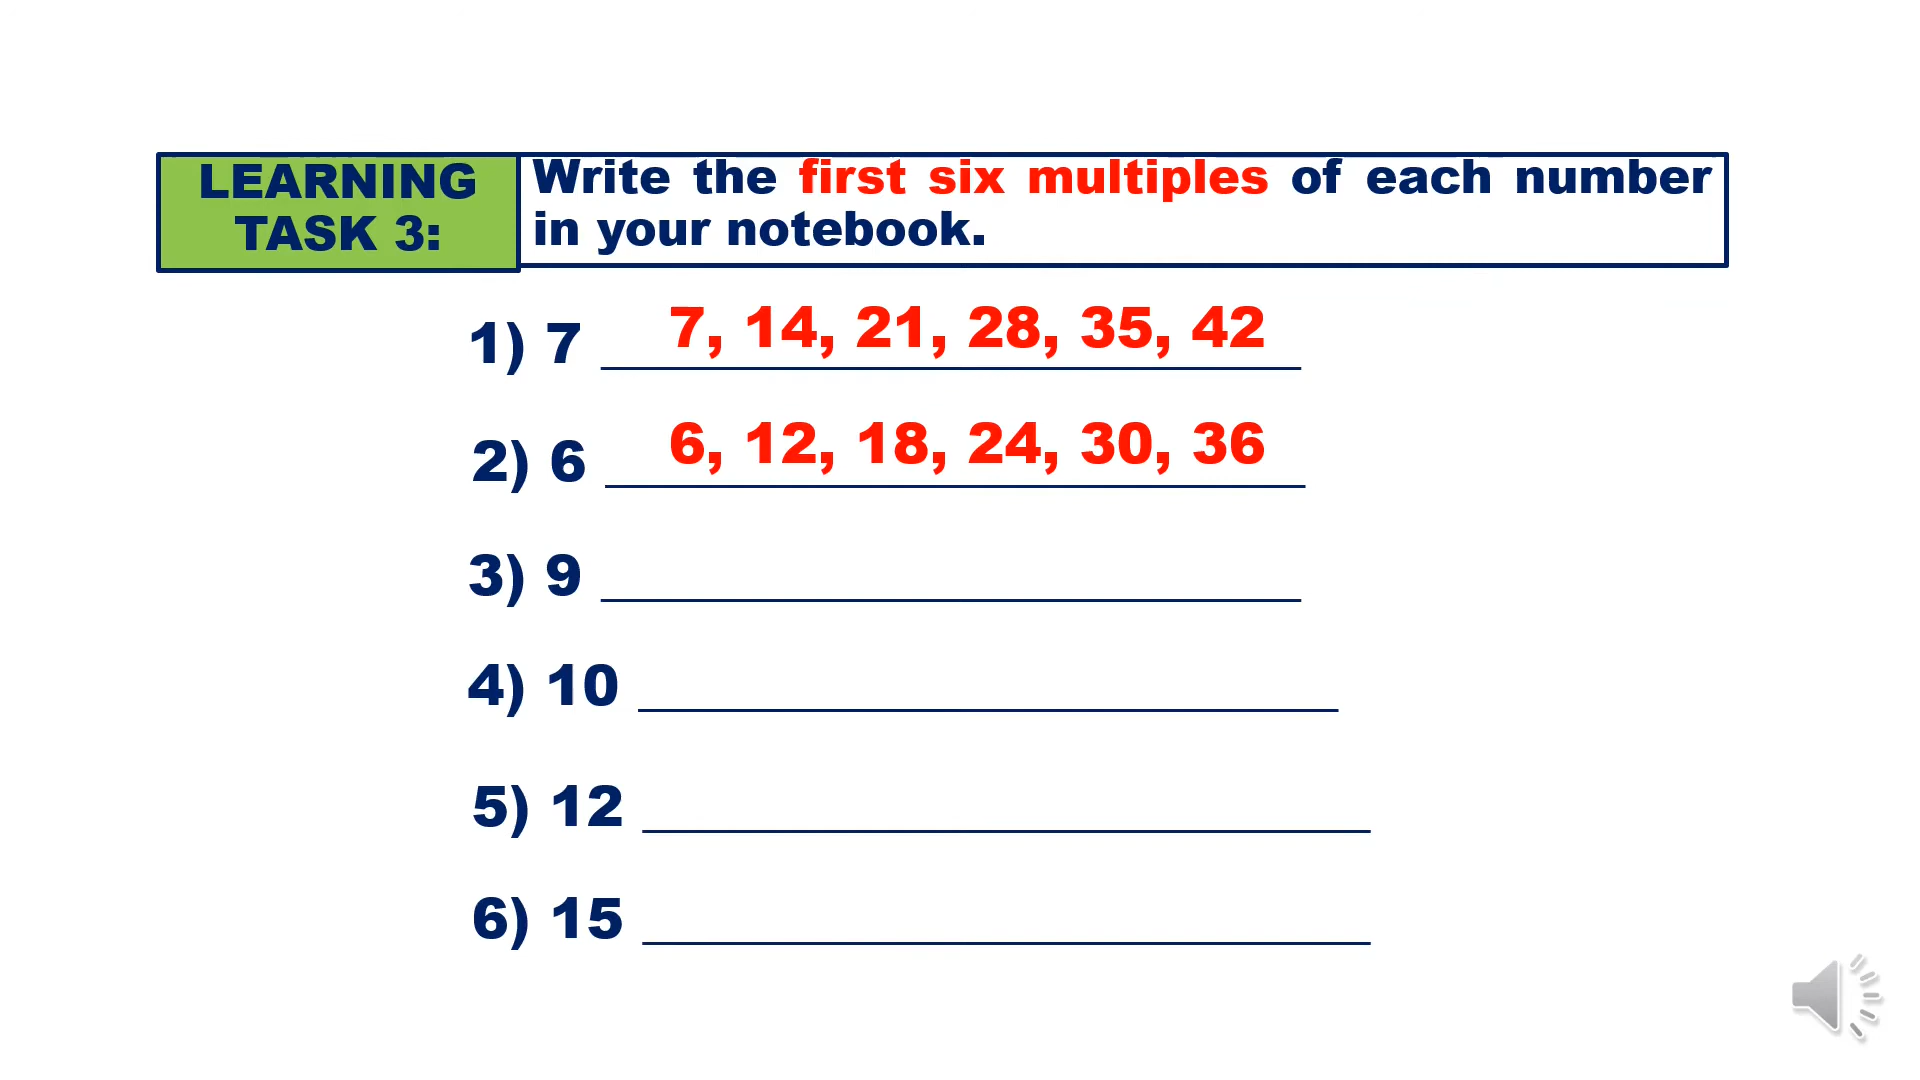 LEARNING
TASK 3:
Write the first six multiples of each number
in your notebook.
1) 7 7, 14, 21, 28, 35, 42
2) 6 6, 12, 18, 24, 30, 36
3) 9
4) 10
5) 12
6) 15